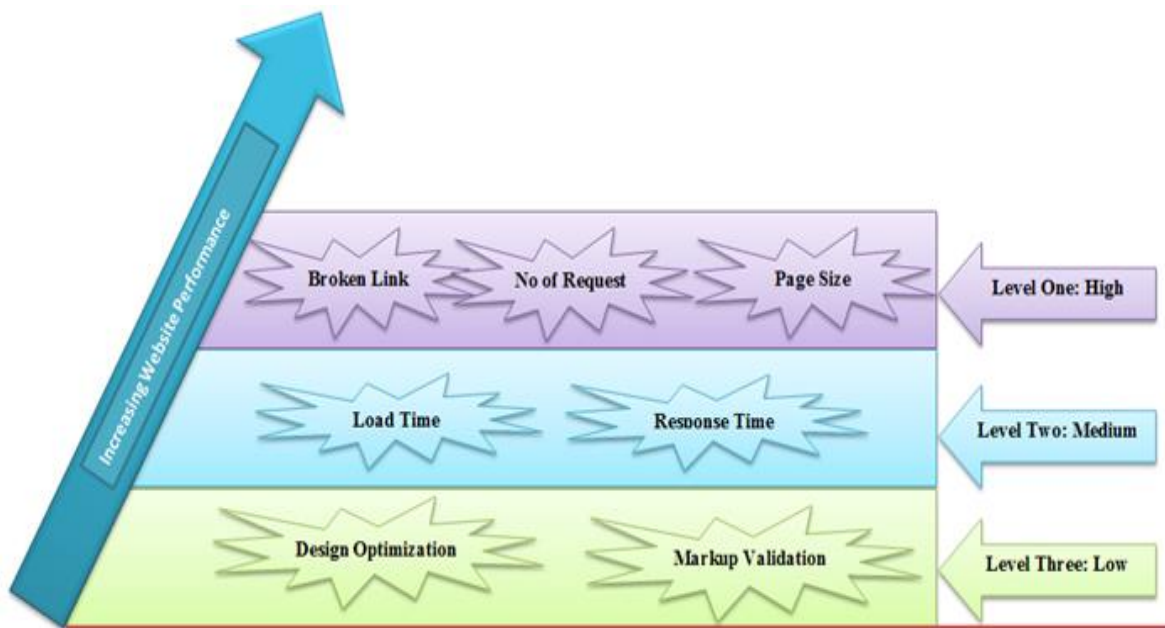 Increasing Website Performance
Broken Link
No of Request
Page Size
Level One: High
Load Time
Response Time
Level Two: Medium
Design Optimization
Markup Validation
Level Three: Low